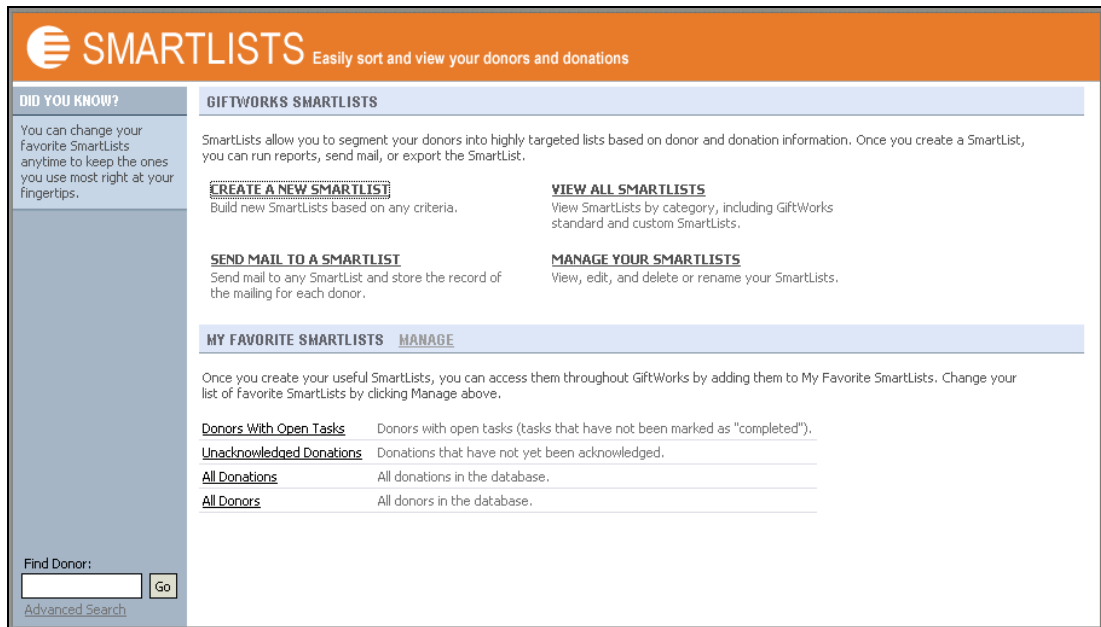 SMARTLISTS Easily sort and view your donors and donations
DID YOU KNOW?
You can change your
favorite SmartLists
anytime to keep the ones
you use most right at your
fingertips.
GIFTWORKS SMARTLISTS
SmartLists allow you to segment your donors into highly targeted lists based on donor and donation information. Once you create a SmartList,
you can run reports, send mail, or export the SmartList.
CREATE A NEW SMARTLIST
Build new SmartLists based on any criteria.
VIEW ALL SMARTLISTS
View SmartLists by category, including GiftWorks
standard and custom SmartLists.
SEND MAIL TO A SMARTLIST
Send mail to any SmartList and store the record of
the mailing for each donor.
MANAGE YOUR SMARTLISTS
View, edit, and delete or rename your SmartLists.
MY FAVORITE SMARTLISTS MANAGE
Once you create your useful SmartLists, you can access them throughout GiftWorks by adding them to My Favorite SmartLists. Change your
list of favorite SmartLists by clicking Manage above.
Donors With Open Tasks Donors with open tasks (tasks that have not been marked as "completed").
Unacknowledged Donations Donations that have not yet been acknowledged.
All Donations All donations in the database.
All Donors All donors in the database.
Find Donor:
Go
Advanced Search